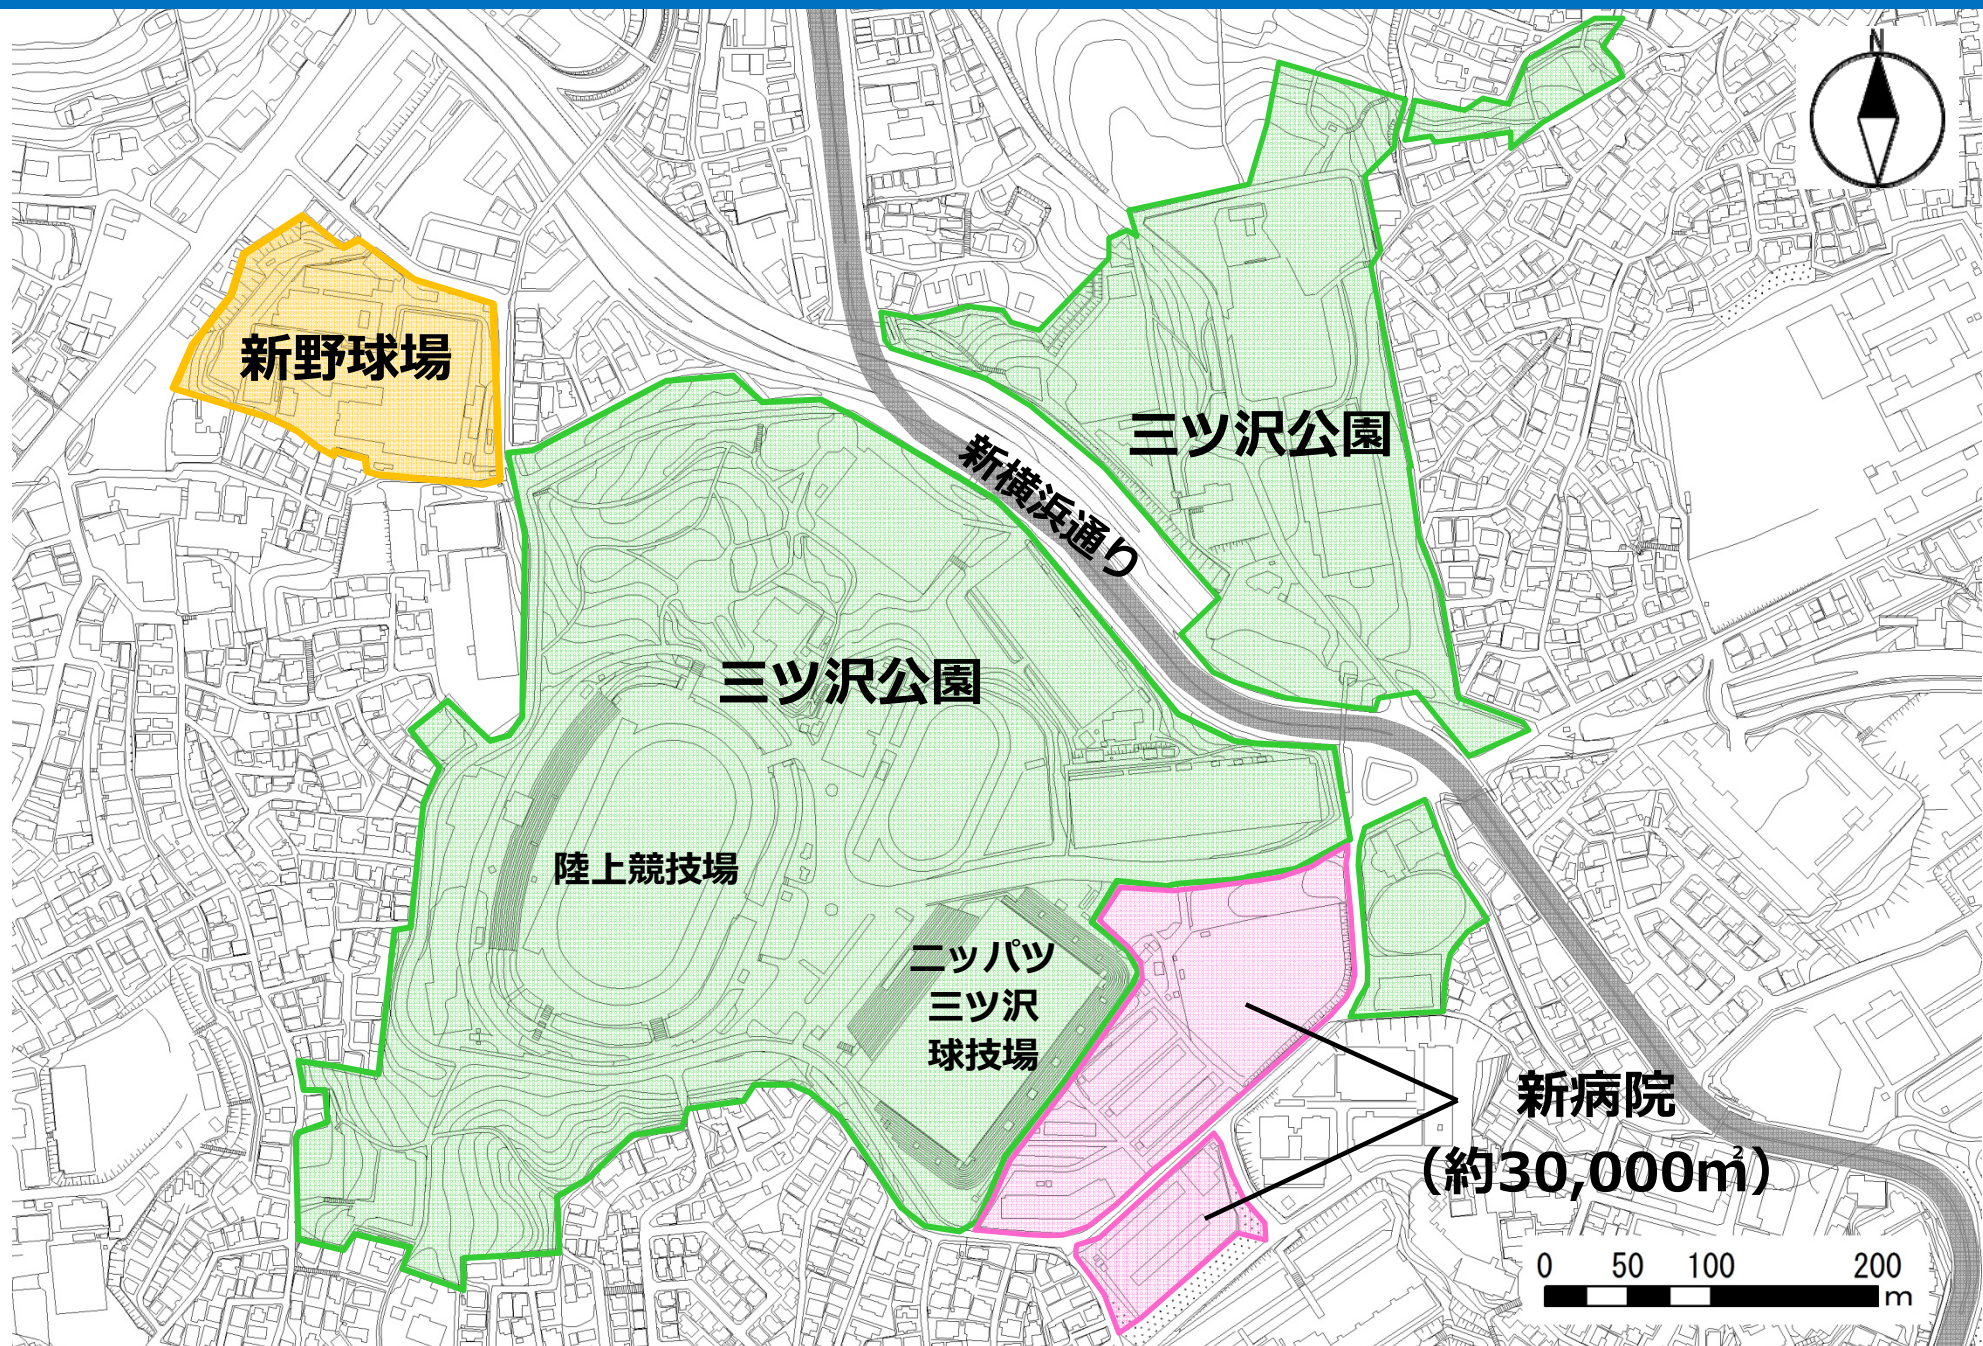 N
新野球場
三ツ沢公園
新横浜通り
三ツ沢公園
陸上競技場
ニッパツ
三ツ沢
球技場
新病院
（約30,000㎡）
0 50 100 200
m